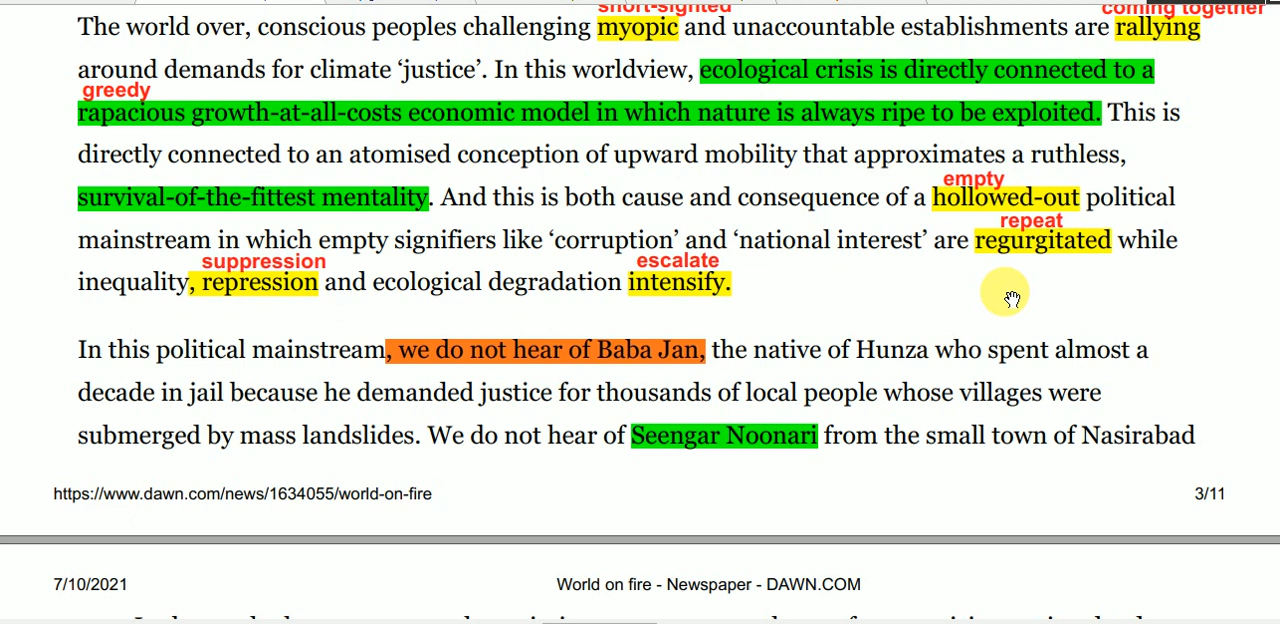 short-sighted coming together
The world over, conscious peoples challenging myopic and unaccountable establishments are rallying
around demands for climate ‘justice’. In this worldview, ecological crisis is directly connected to a
greedy
rapacious growth-at-all-costs economic model in which nature is always ripe to be exploited. This is
directly connected to an atomised conception of upward mobility that approximates a ruthless,
empty
survival-of-the-fittest mentality. And this is both cause and consequence of a hollowed-out political
repeat
mainstream in which empty signifiers like ‘corruption’ and ‘national interest’ are regurgitated while
suppression escalate
inequality, repression and ecological degradation intensify.
In this political mainstream, we do not hear of Baba Jan, the native of Hunza who spent almost a
decade in jail because he demanded justice for thousands of local people whose villages were
submerged by mass landslides. We do not hear of Seengar Noonari from the small town of Nasirabad
https://www.dawn.com/news/1634055/world-on-fire 3/11
7/10/2021 World on fire - Newspaper - DAWN.COM